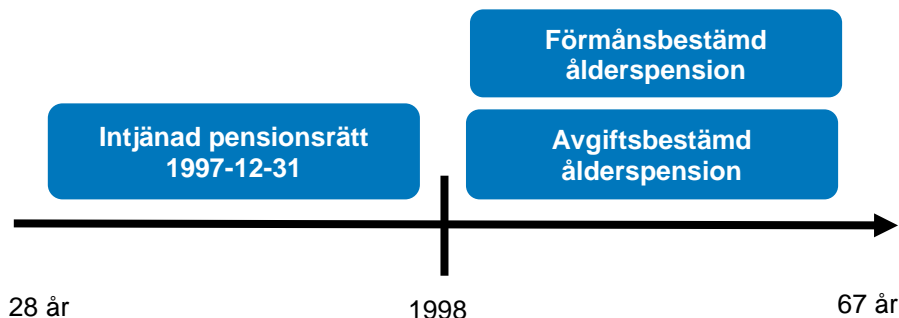 Förmånsbestämd
ålderspension
Intjänad pensionsrätt
1997-12-31
Avgiftsbestämd
ålderspension
28 år
1998
67 år